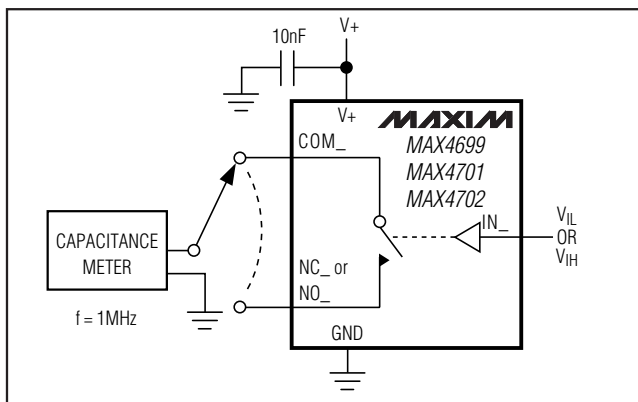 10nF
V+
V+
MAXIM
COM_
MAX4699
MAX4701
MAX4702
IN_
VIL
OR
VIH
CAPACITANCE
METER
NC_ or
NO_
f = 1MHz
GND